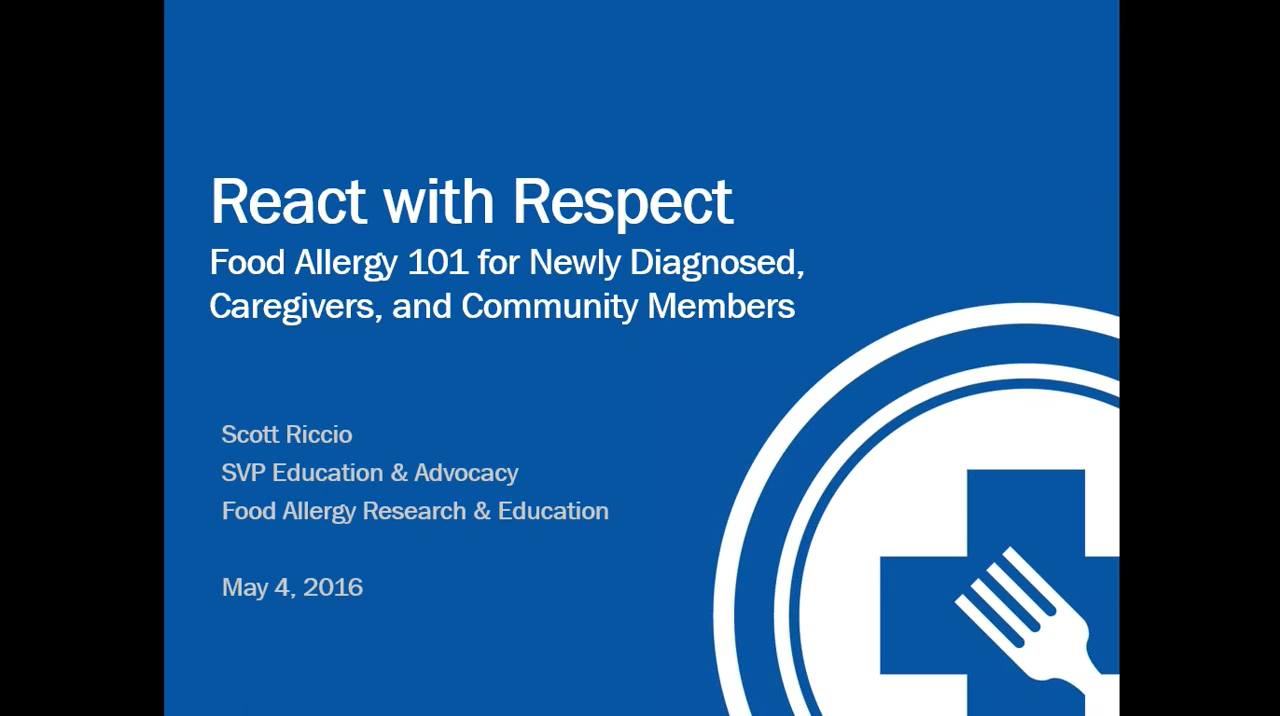 React with Respect
Food Allergy 101 for Newly Diagnosed,
Caregivers, and Community Members
Scott Riccio
SVP Education & Advocacy
Food Allergy Research & Education
May 4, 2016